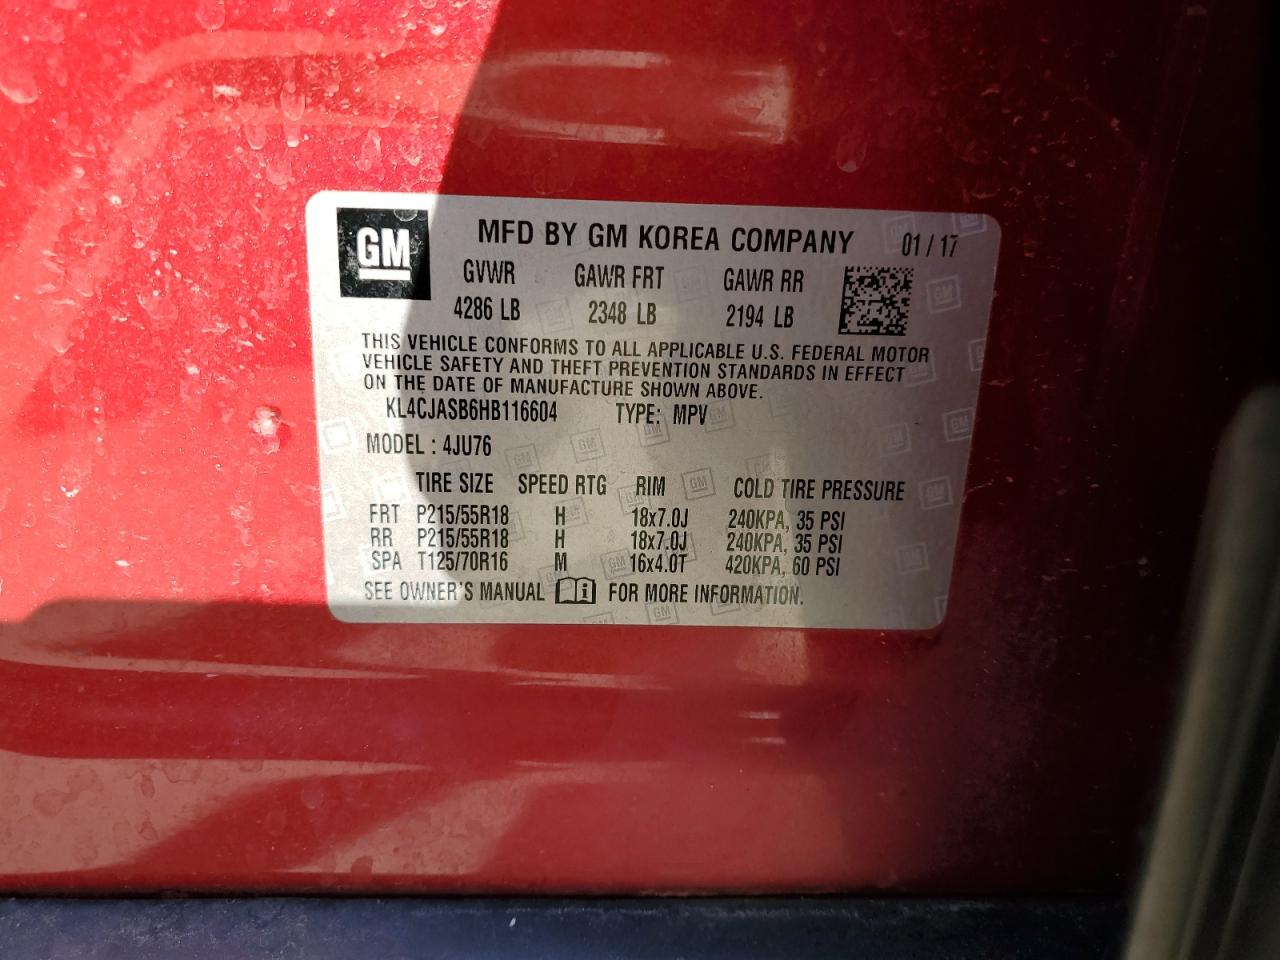 GM
MFD BY GM KOREA COMPANY 01 / 17
GVWR GAWR FRT GAWR RR
4286 LB 2348 LB 2194 LB
THIS VEHICLE CONFORMS TO ALL APPLICABLE U.S. FEDERAL MOTOR
VEHICLE SAFETY AND THEFT PREVENTION STANDARDS IN EFFECT
ON THE DATE OF MANUFACTURE SHOWN ABOVE.
KL4CJASB6HB116604 TYPE: MPV
MODEL : 4JU76
TIRE SIZE SPEED RTG RIM COLD TIRE PRESSURE
FRT P215/55R18 H 18x7.0J 240KPA, 35 PSI
RR P215/55R18 H 18x7.0J 240KPA, 35 PSI
SPA T125/70R16 M 16x4.0T 420KPA, 60 PSI
SEE OWNER'S MANUAL FOR MORE INFORMATION.